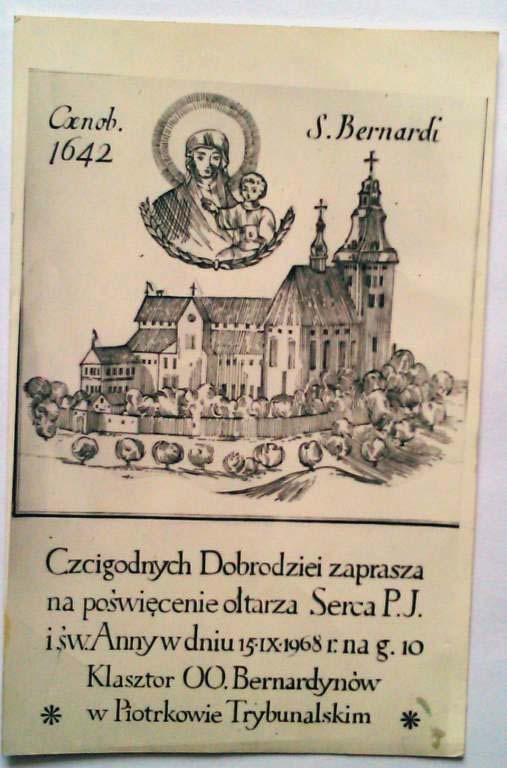 Cœnob.
1642
S. Bernardi
Czcigodnych Dobrodziei zaprasza
na poświęcenie ołtarza Serca P.J.
i św. Anny w dniu 15·IX·1968 r. na g. 10
Klasztor OO. Bernardynów
* w Piotrkowie Trybunalskim *